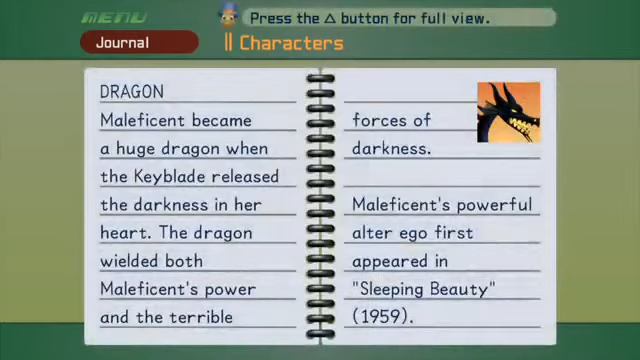 MENU
Press the △ button for full view.
Journal
Characters
DRAGON
Maleficent became
a huge dragon when
the Keyblade released
the darkness in her
heart. The dragon
wielded both
Maleficent's power
and the terrible
forces of
darkness.
Maleficent's powerful
alter ego first
appeared in
"Sleeping Beauty"
(1959).